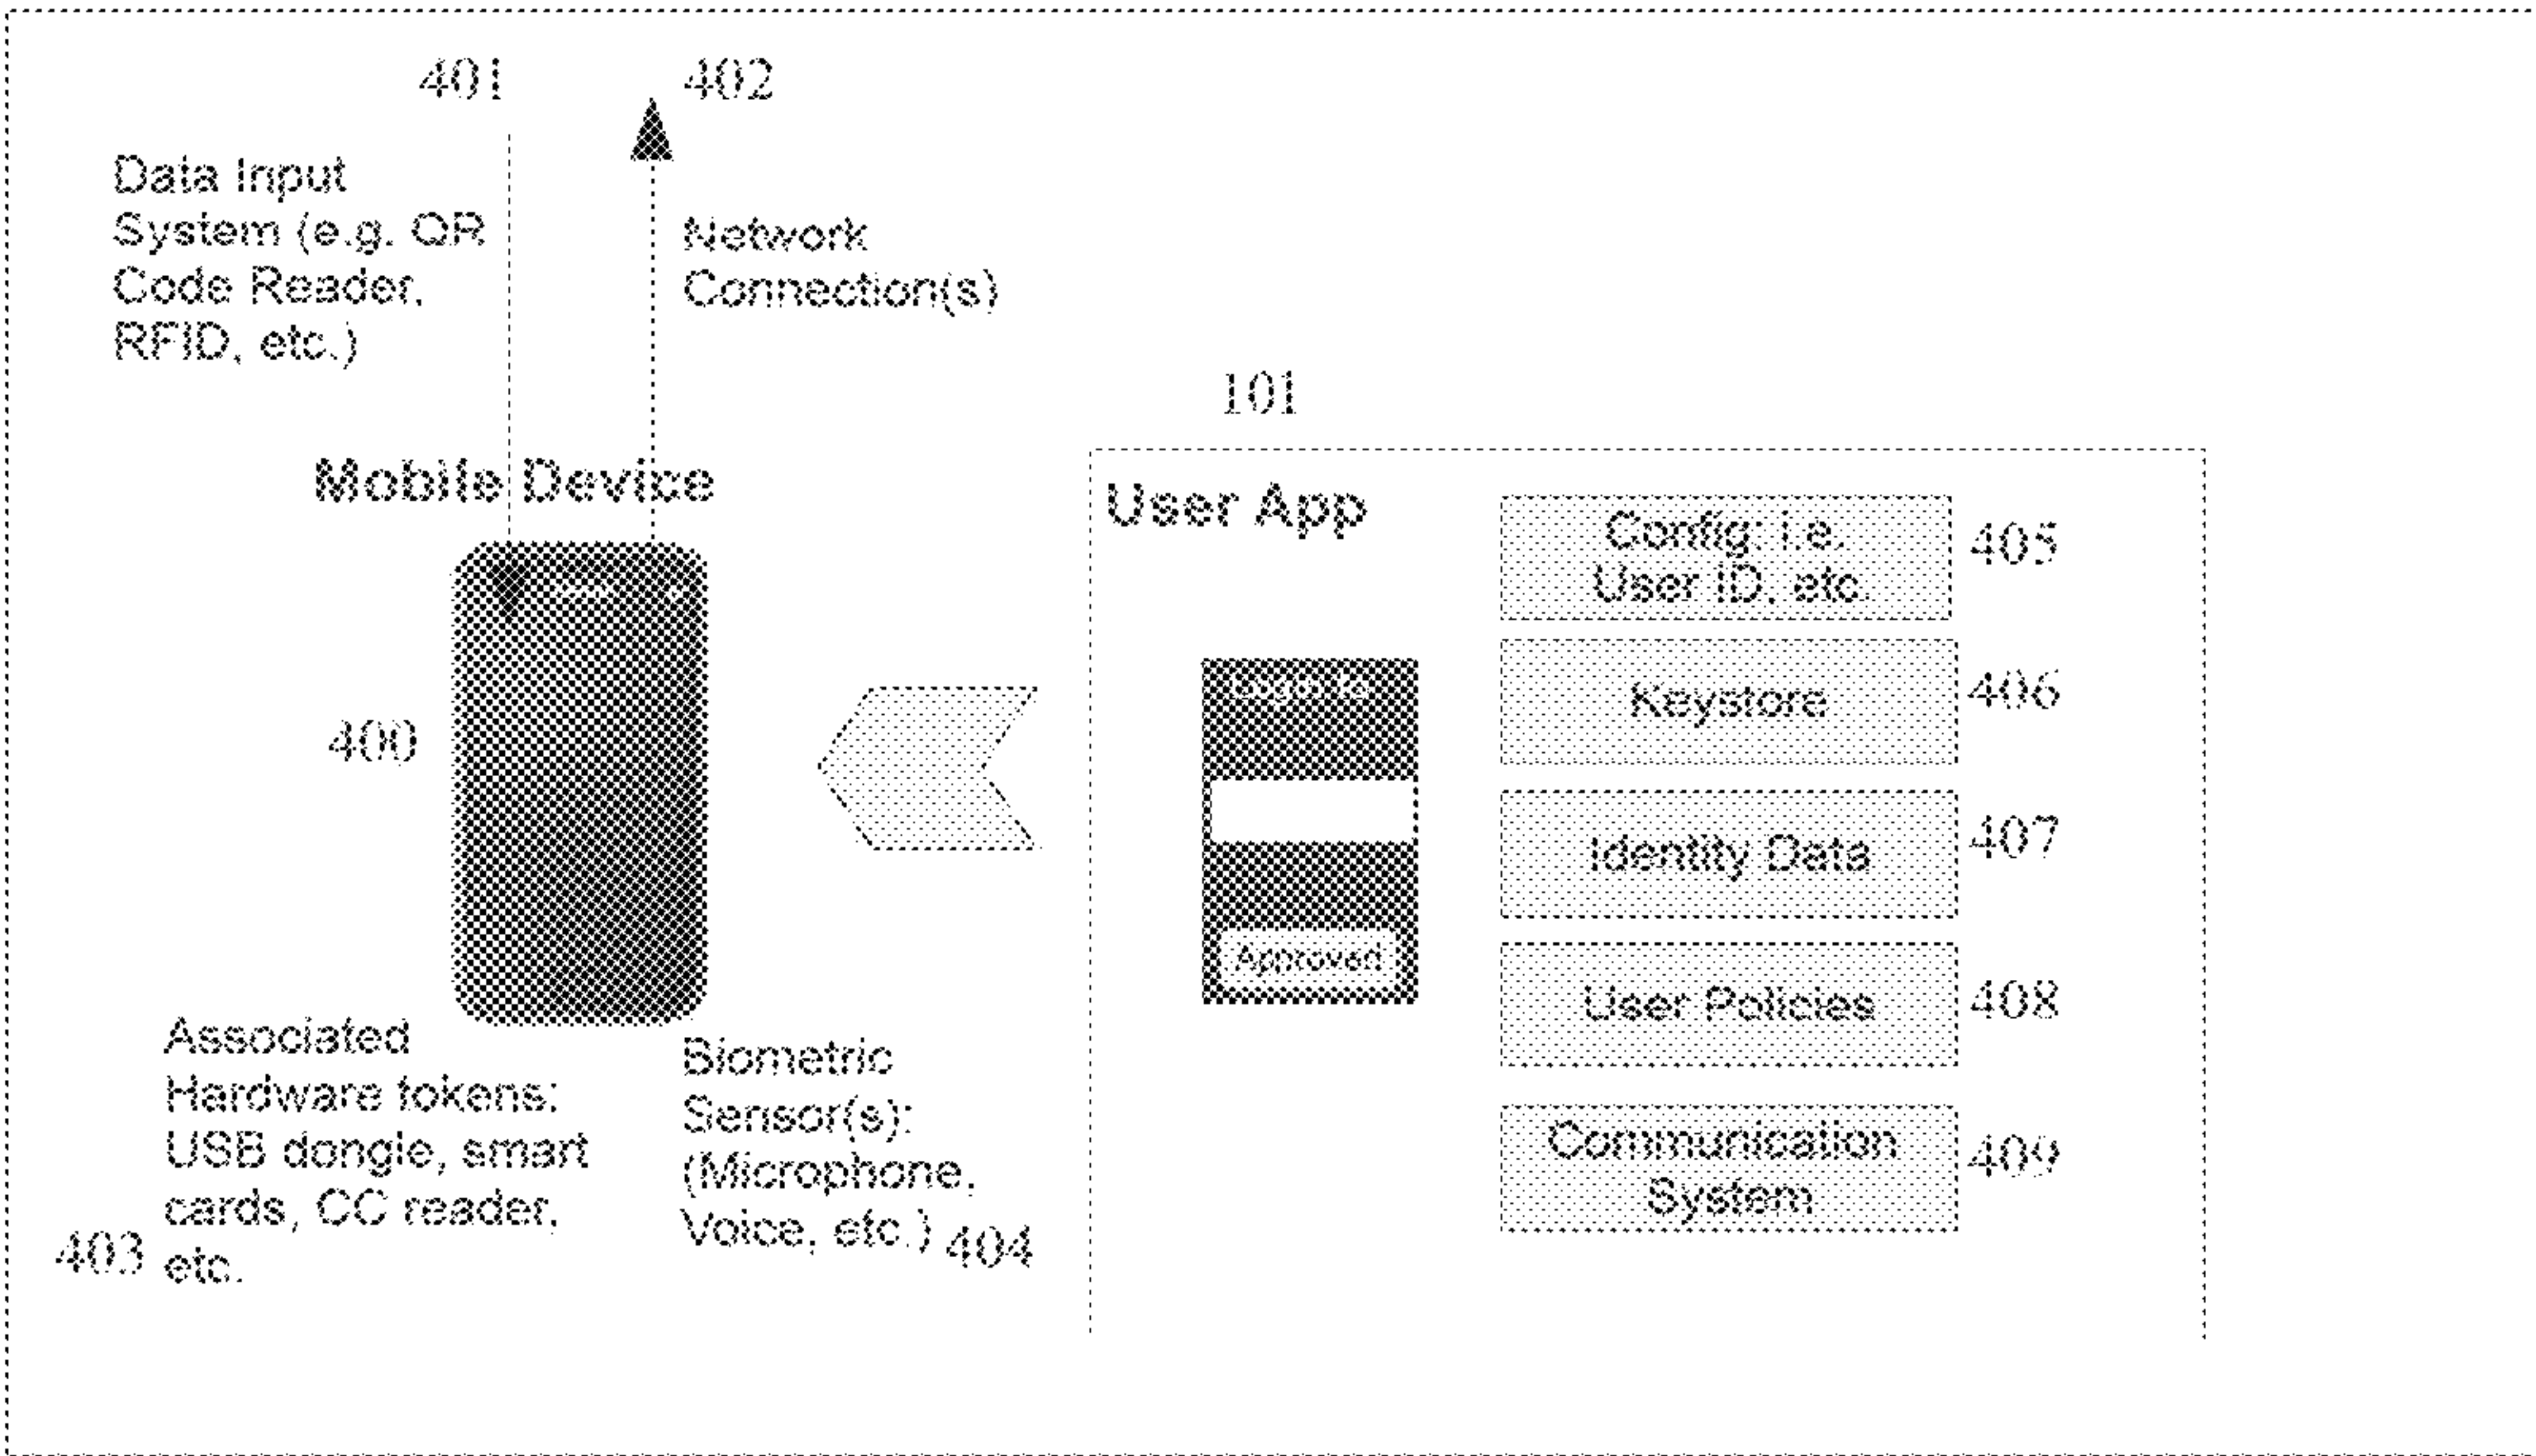 401
402
Data Input
System (e.g. QR
Code Reader,
RFID, etc.)
Network
Connection(s)
Mobile Device
400
Associated
Hardware tokens:
USB dongle, smart
cards, CC reader,
etc.
403
Biometric
Sensor(s):
(Microphone,
Voice, etc.)
404
101
User App
Login to
Approved
Config: i.e.
User ID, etc.
405
Keystore
406
Identity Data
407
User Policies
408
Communication
System
409